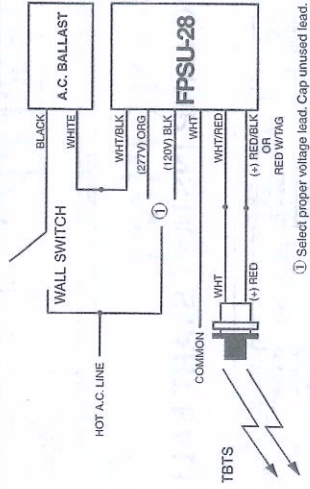 A.C. BALLAST
BLACK
WHITE
WALL SWITCH
HOT A.C. LINE
FPSU-28
WHT/BLK
(277V) ORG
(120V) BLK
①
WHT
COMMON
WHT/RED
(+) RED/BLK
OR
RED W/TAG
WHT
(+) RED
TBTS
① Select proper voltage lead. Cap unused lead.